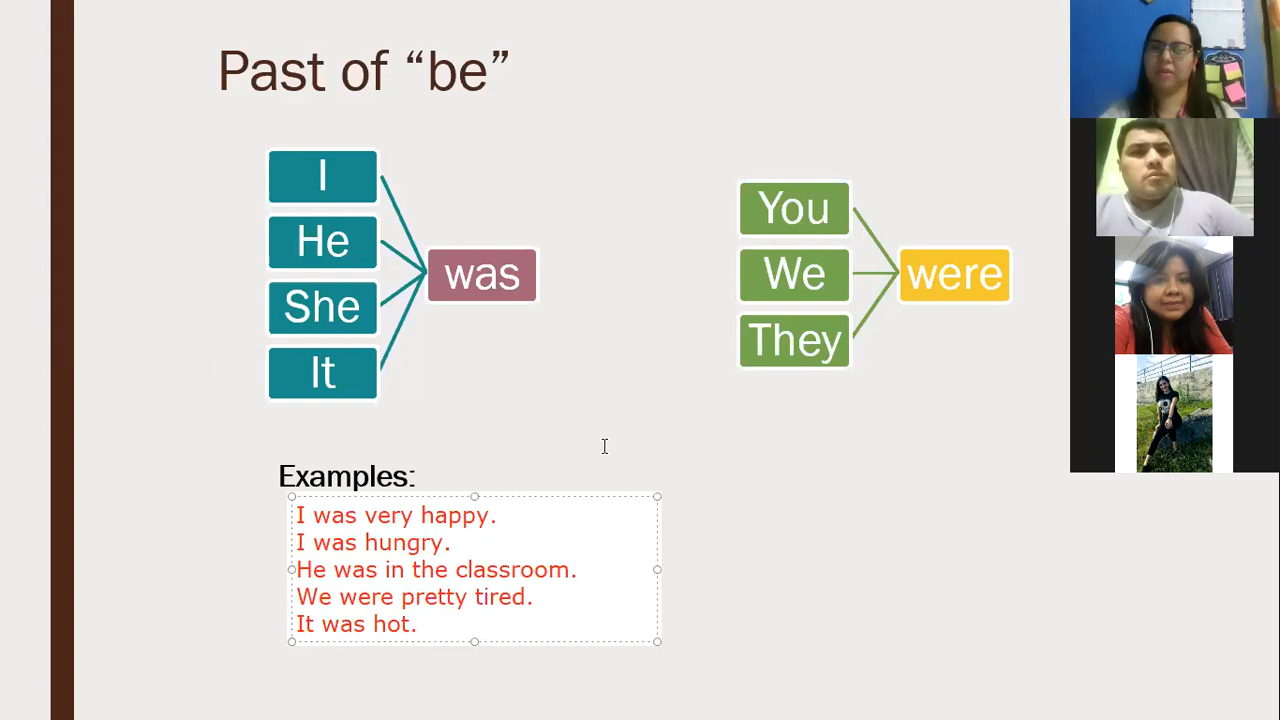 Past of “be”
I
He
She
It
was
You
We
They
were
Examples:
I was very happy.
I was hungry.
He was in the classroom.
We were pretty tired.
It was hot.